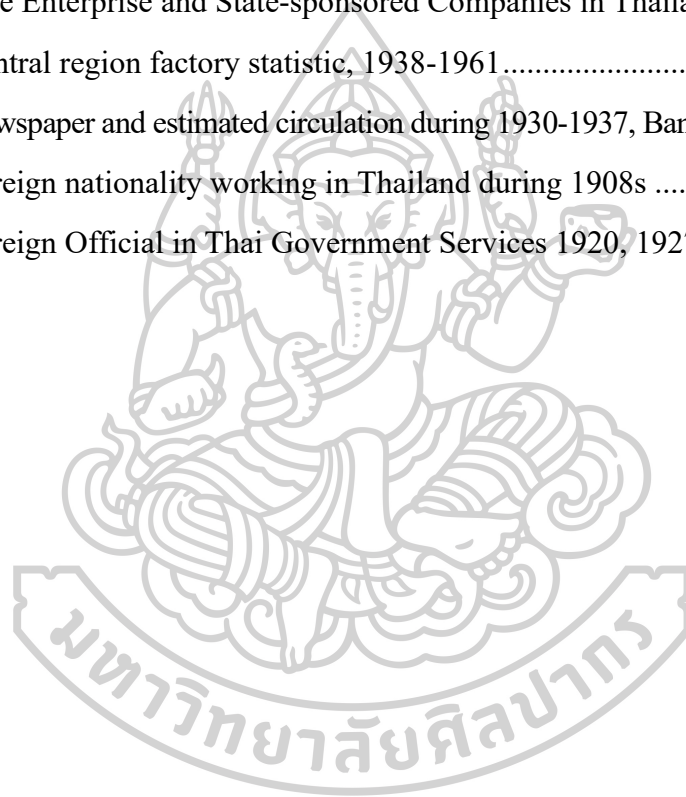 e Enterprise and State-sponsored Companies in Thaila
ntral region factory statistic, 1938-1961........................
wspaper and estimated circulation during 1930-1937, Ban
reign nationality working in Thailand during 1908s ....
reign Official in Thai Government Services 1920, 192
มหาวิทยาลัยศิลปากร